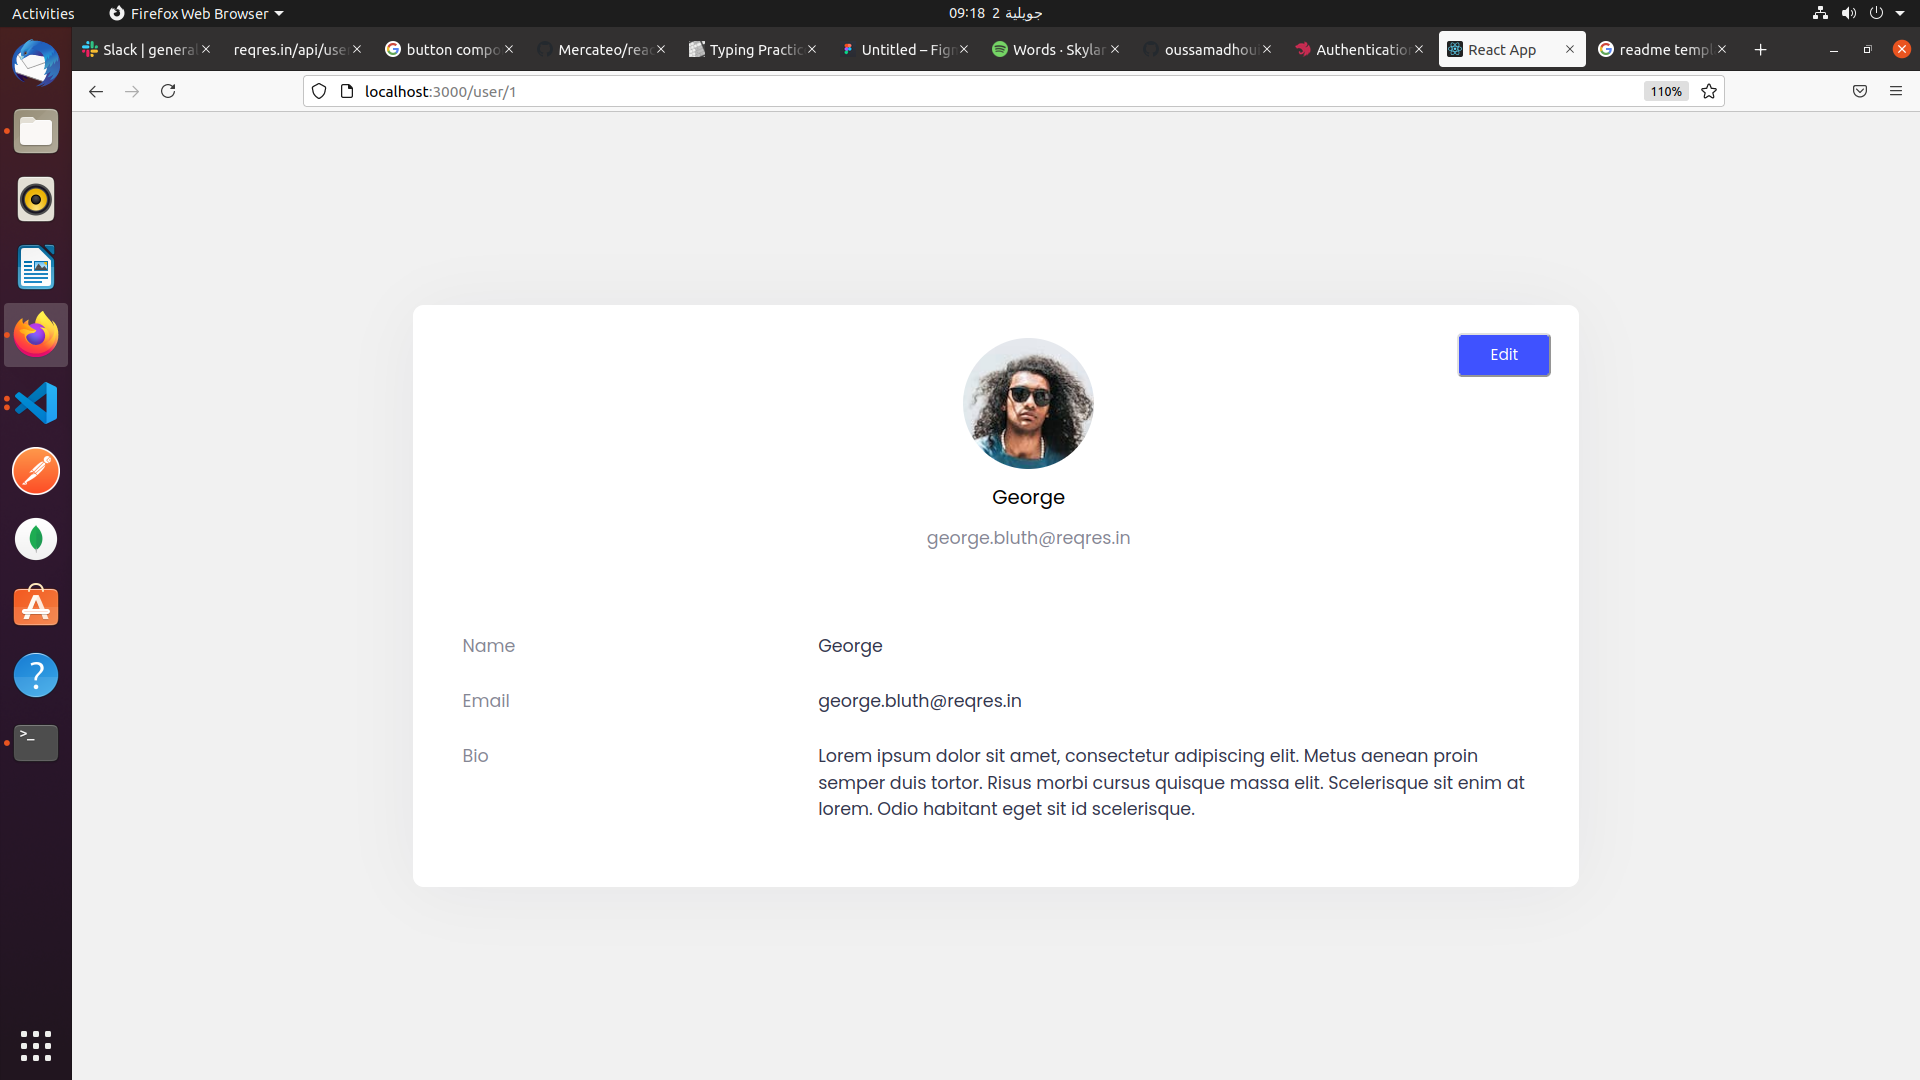 Activities
Firefox Web Browser
09:18 2 جويلية
Slack | general
reqres.in/api/user
button compo
Mercateo/reac
Typing Practic
Untitled – Fig
Words · Skylar
oussamadhou
Authentication
React App
readme templ
localhost:3000/user/1
110%
Edit
George
george.bluth@reqres.in
Name
George
Email
george.bluth@reqres.in
Bio
Lorem ipsum dolor sit amet, consectetur adipiscing elit. Metus aenean proin
semper duis tortor. Risus morbi cursus quisque massa elit. Scelerisque sit enim at
lorem. Odio habitant eget sit id scelerisque.